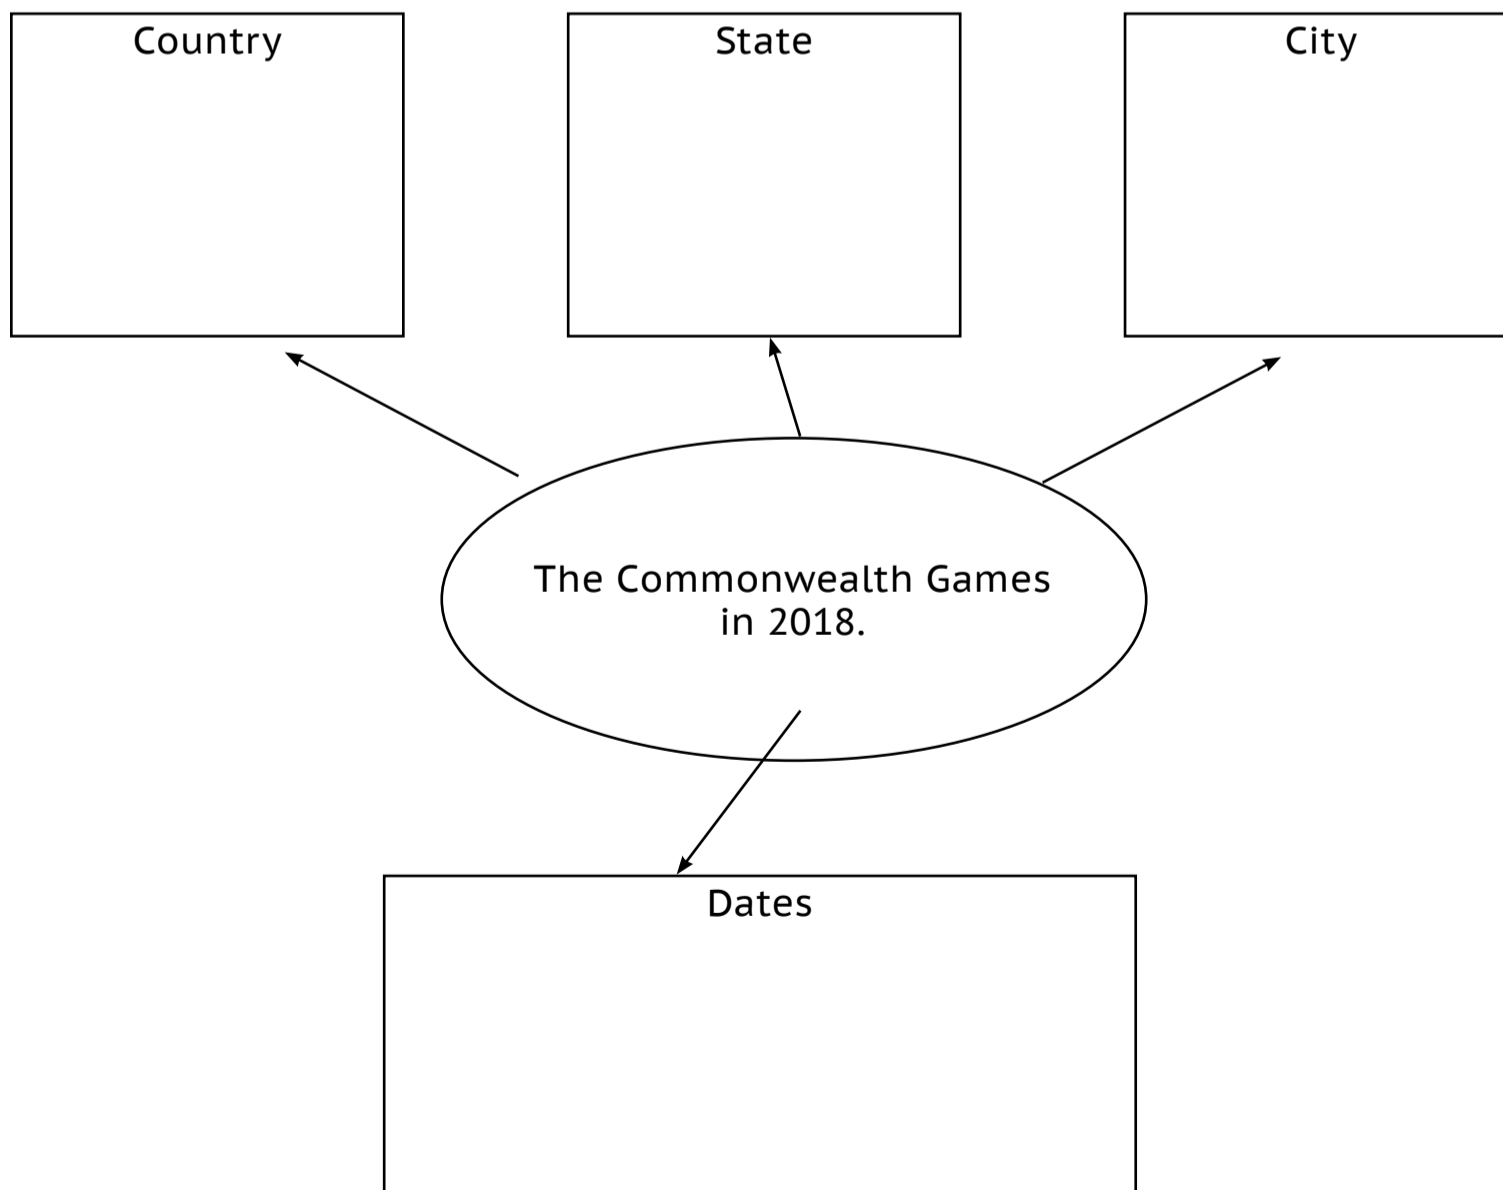 Country
State
City
The Commonwealth Games
in 2018.
Dates